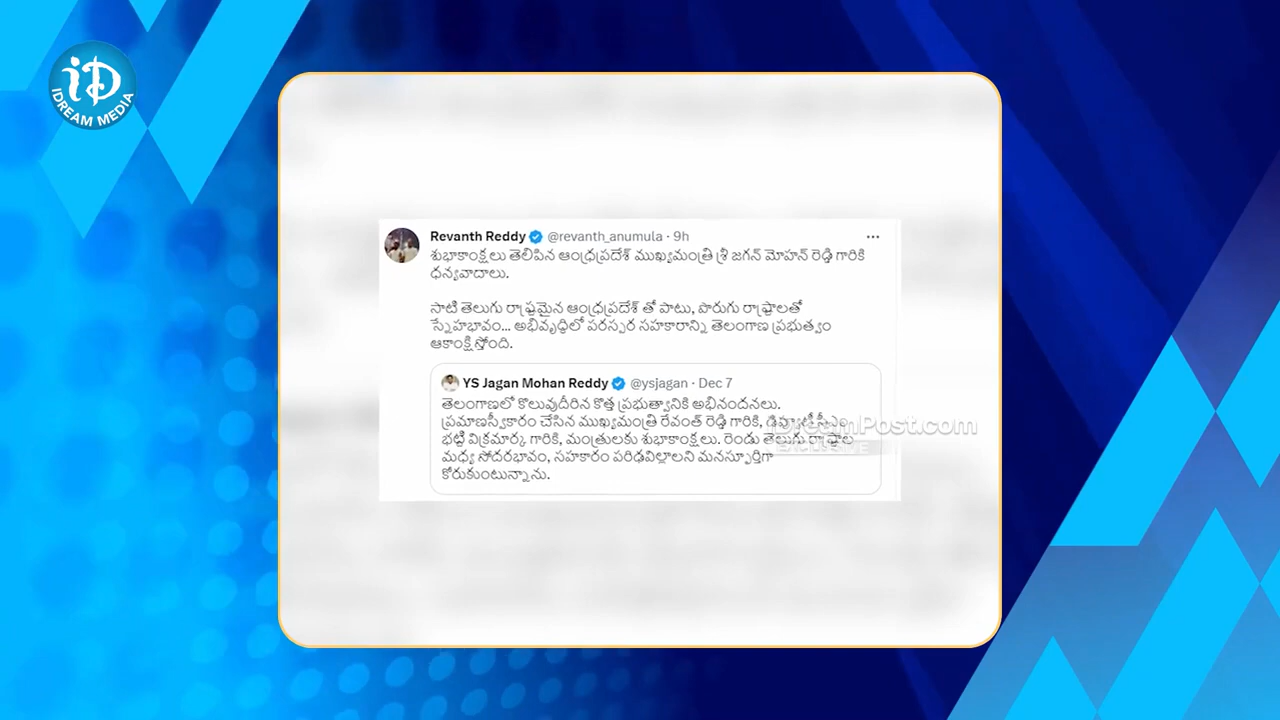 iD
IDREAM MEDIA
Revanth Reddy @revanth_anumula · 9h
శుభాకాంక్షలు తెలిపిన ఆంధ్రప్రదేశ్ ముఖ్యమంత్రి శ్రీ జగన్ మోహన్ రెడ్డి గారికి
ధన్యవాదాలు.
సాటి తెలుగు రాష్ట్రమైన ఆంధ్రప్రదేశ్ తో పాటు, పొరుగు రాష్ట్రాలతో
స్నేహభావం... అభివృద్ధిలో పరస్పర సహకారాన్ని తెలంగాణ ప్రభుత్వం
ఆకాంక్షిస్తోంది.
YS Jagan Mohan Reddy @ysjagan · Dec 7
తెలంగాణలో కొలువుదీరిన కొత్త ప్రభుత్వానికి అభినందనలు.
ప్రమాణస్వీకారం చేసిన ముఖ్యమంత్రి రేవంత్ రెడ్డి గారికి, డిప్యూటీ సీఎం
భట్టి విక్రమార్క గారికి, మంత్రులకు శుభాకాంక్షలు. రెండు తెలుగు రాష్ట్రాల
మధ్య సోదరభావం, సహకారం పరిఢవిల్లాలని మనస్ఫూర్తిగా
కోరుకుంటున్నాను.
iDreamPost.com